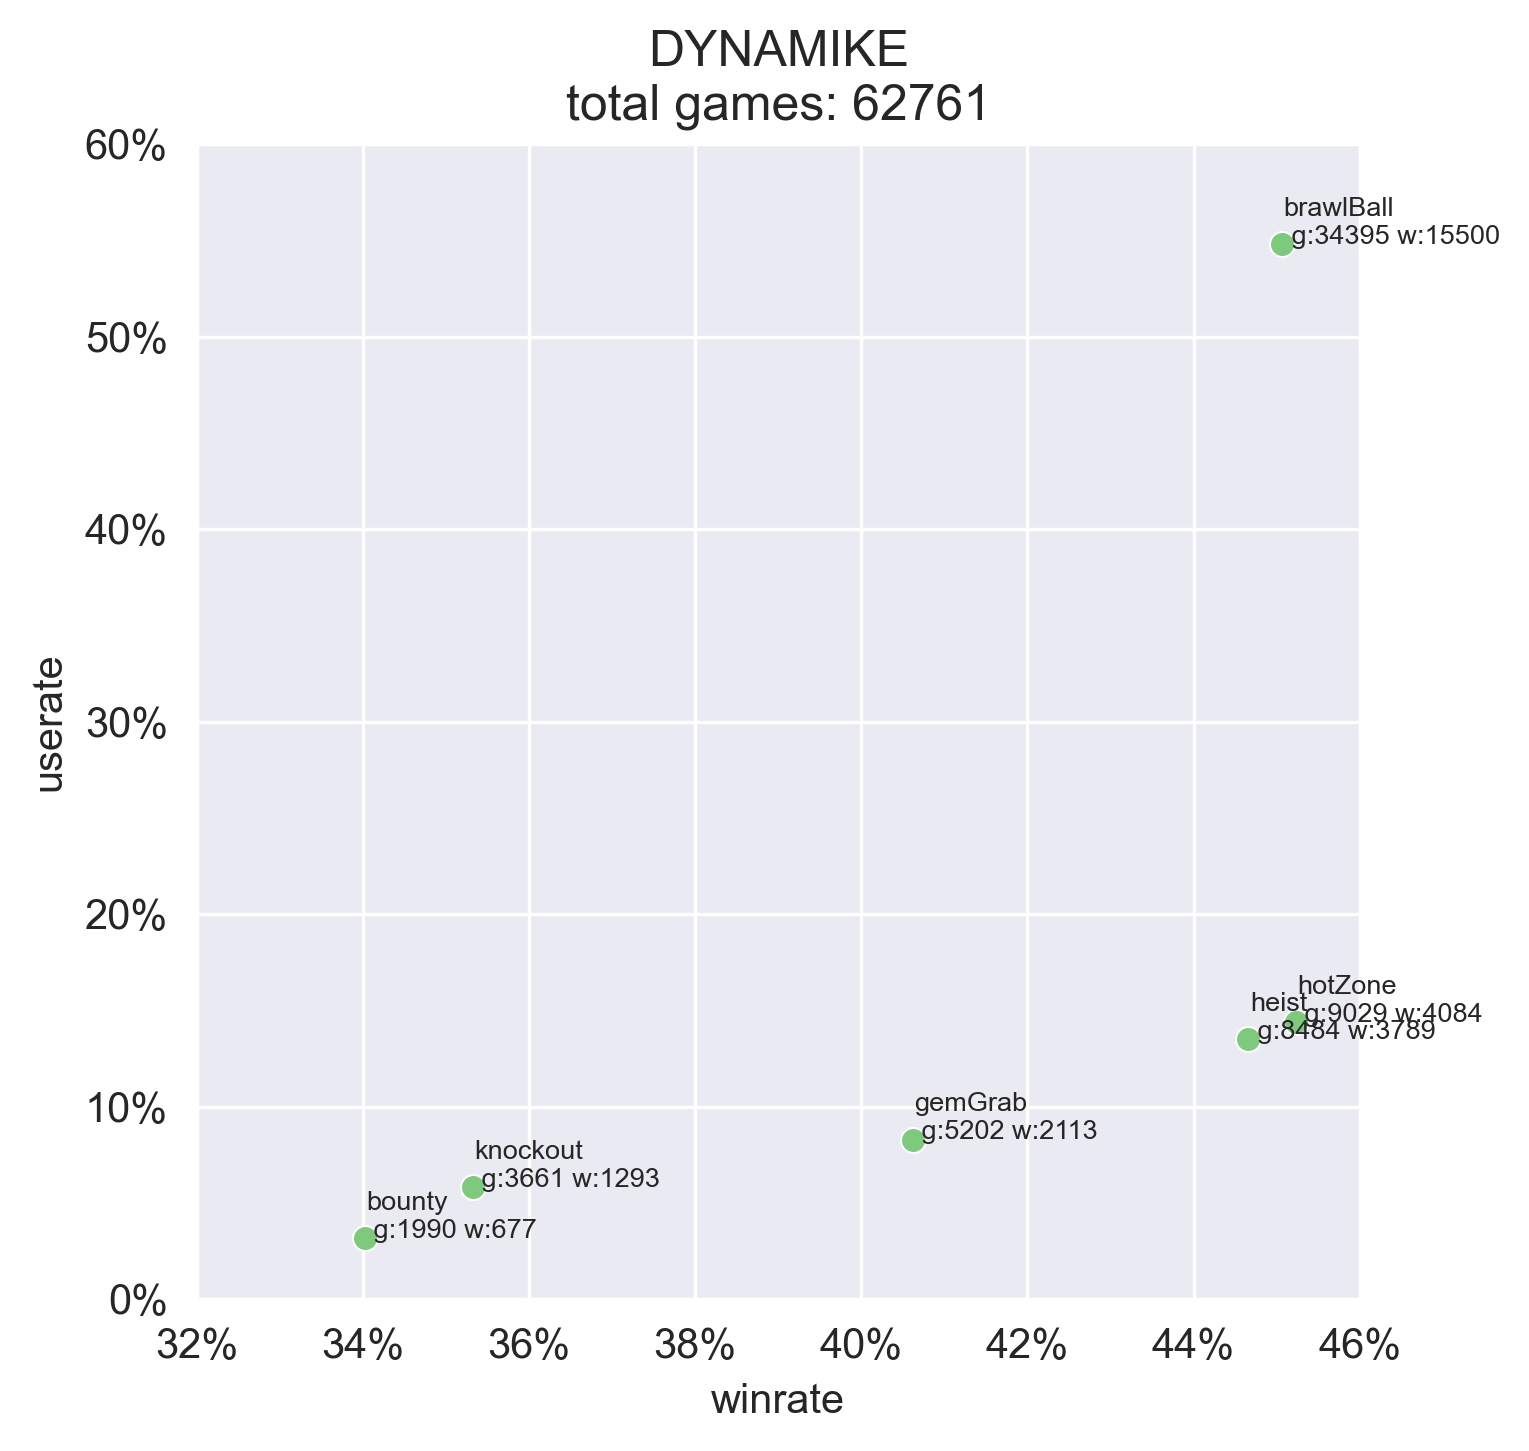 DYNAMIKE
total games: 62761
60%
50%
40%
30%
20%
10%
0%
userate
brawlBall
g:34395 w:15500
hotZone
g:9029 w:4084
heist
g:8484 w:3789
gemGrab
g:5202 w:2113
knockout
g:3661 w:1293
bounty
g:1990 w:677
32% 34% 36% 38% 40% 42% 44% 46%
winrate